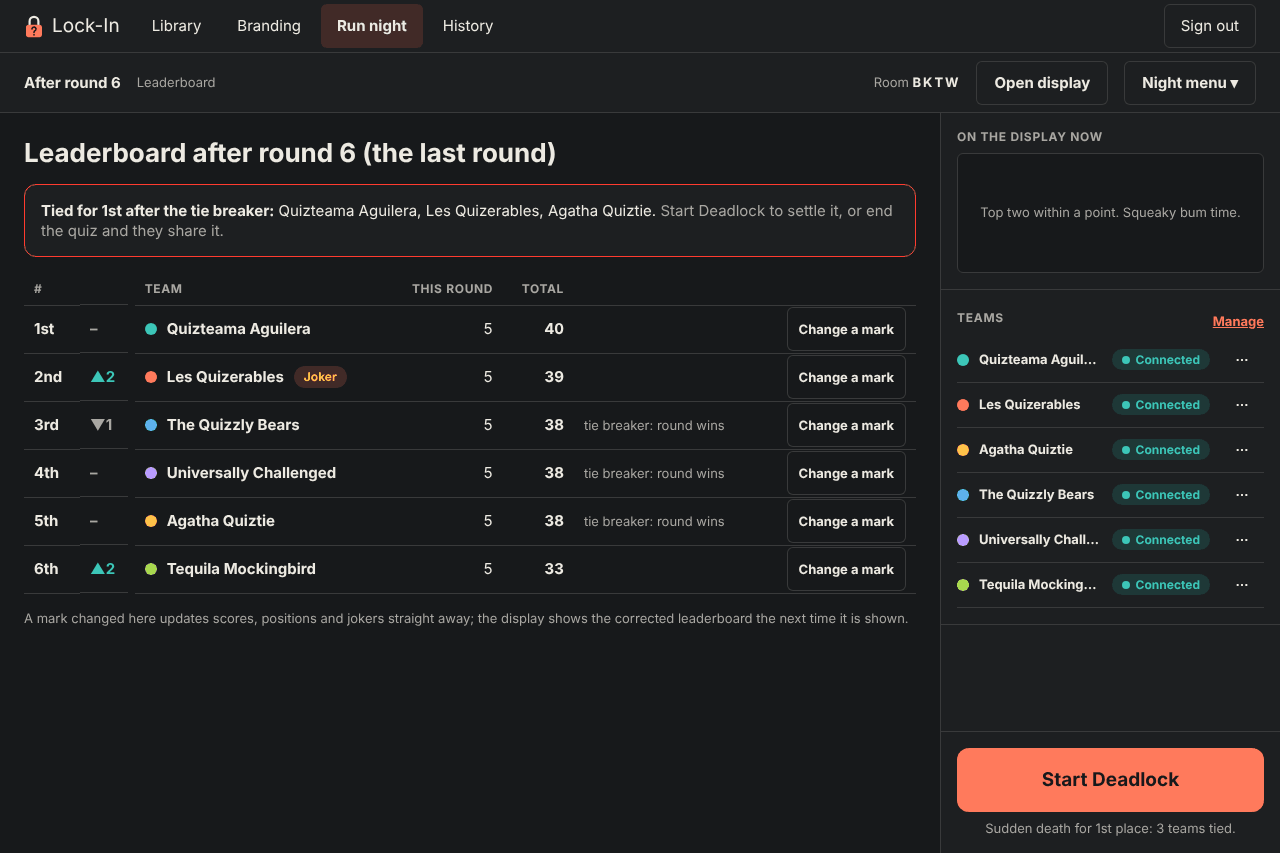 Lock-In
Library
Branding
Run night
History
Sign out
After round 6
Leaderboard
Room BKTW
Open display
Night menu ▾
Leaderboard after round 6 (the last round)
Tied for 1st after the tie breaker: Quizteama Aguilera, Les Quizerables, Agatha Quiztie. Start Deadlock to settle it, or end
the quiz and they share it.
# TEAM THIS ROUND TOTAL
1st – Quizteama Aguilera 5 40 Change a mark
2nd ▲2 Les Quizerables Joker 5 39 Change a mark
3rd ▼1 The Quizzly Bears 5 38 tie breaker: round wins Change a mark
4th – Universally Challenged 5 38 tie breaker: round wins Change a mark
5th – Agatha Quiztie 5 38 tie breaker: round wins Change a mark
6th ▲2 Tequila Mockingbird 5 33 Change a mark
A mark changed here updates scores, positions and jokers straight away; the display shows the corrected leaderboard the next time it is shown.
ON THE DISPLAY NOW
Top two within a point. Squeaky bum time.
TEAMS
Manage
Quizteama Aguil... Connected ...
Les Quizerables Connected ...
Agatha Quiztie Connected ...
The Quizzly Bears Connected ...
Universally Chall... Connected ...
Tequila Mocking... Connected ...
Start Deadlock
Sudden death for 1st place: 3 teams tied.